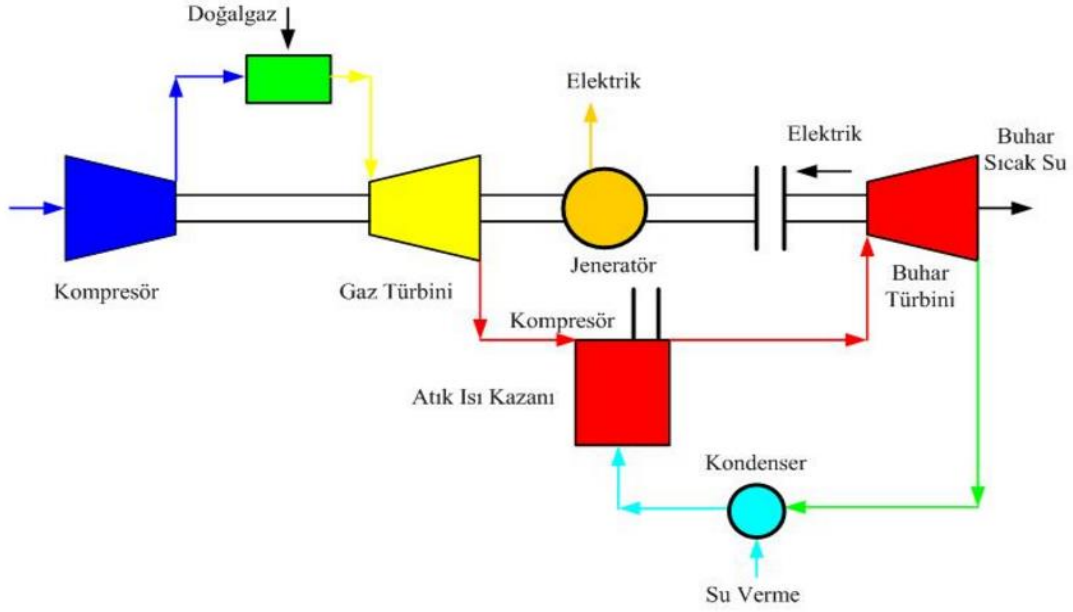 Doğalgaz
Elektrik
Elektrik
Buhar
Sıcak Su
Kompresör
Gaz Türbini
Jeneratör
Buhar
Türbini
Kompresör
Atık Isı Kazanı
Kondenser
Su Verme